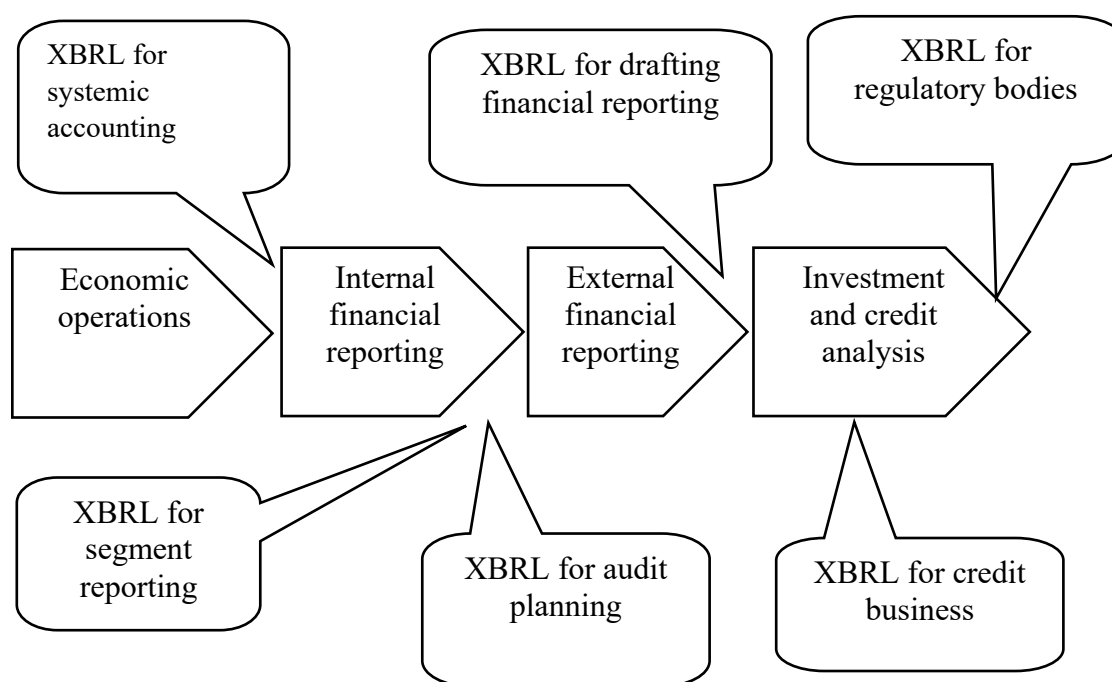 XBRL for
systemic
accounting
XBRL for drafting
financial reporting
XBRL for
regulatory bodies
Economic
operations
Internal
financial
reporting
External
financial
reporting
Investment
and credit
analysis
XBRL for
segment
reporting
XBRL for audit
planning
XBRL for credit
business